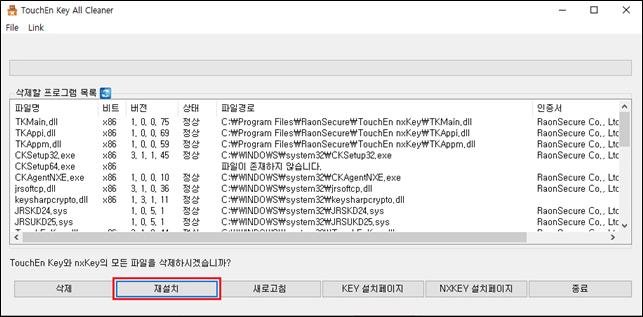 TouchEn Key All Cleaner
File Link
삭제할 프로그램 목록
파일명 비트 버젼 상태 파일경로 인증서
TKMain.dll x86 1, 0, 0, 75 정상 C:₩Program Files₩RaonSecure₩TouchEn nxKey₩TKMain.dll RaonSecure Co., Ltd
TKAppi.dll x86 1, 0, 0, 69 정상 C:₩Program Files₩RaonSecure₩TouchEn nxKey₩TKAppi.dll RaonSecure Co., Ltd
TKAppm.dll x86 1, 0, 0, 59 정상 C:₩Program Files₩RaonSecure₩TouchEn nxKey₩TKAppm.dll RaonSecure Co., Ltd
CKSetup32.exe x86 3, 1, 1, 45 정상 C:₩WINDOWS₩system32₩CKSetup32.exe RaonSecure Co., Ltd
CKSetup64.exe x86 파일이 존재하지 않습니다.
CKAgentNXE.exe x86 1, 0, 0, 10 정상 C:₩WINDOWS₩system32₩CKAgentNXE.exe RaonSecure Co., Ltd
jrsoftcp.dll x86 3, 1, 0, 36 정상 C:₩WINDOWS₩system32₩jrsoftcp.dll RaonSecure Co., Ltd
keysharpcrypto.dll x86 1, 3, 1, 11 정상 C:₩WINDOWS₩system32₩keysharpcrypto.dll
JRSKD24.sys 1, 0, 5, 1 정상 C:₩WINDOWS₩system32₩JRSKD24.sys RaonSecure Co., Ltd
JRSUKD25.sys 1, 0, 5, 1 정상 C:₩WINDOWS₩system32₩JRSUKD25.sys RaonSecure Co., Ltd
TouchEn Key와 nxKey의 모든 파일을 삭제하시겠습니까?
삭제 재설치 새로고침 KEY 설치페이지 NXKEY 설치페이지 종료